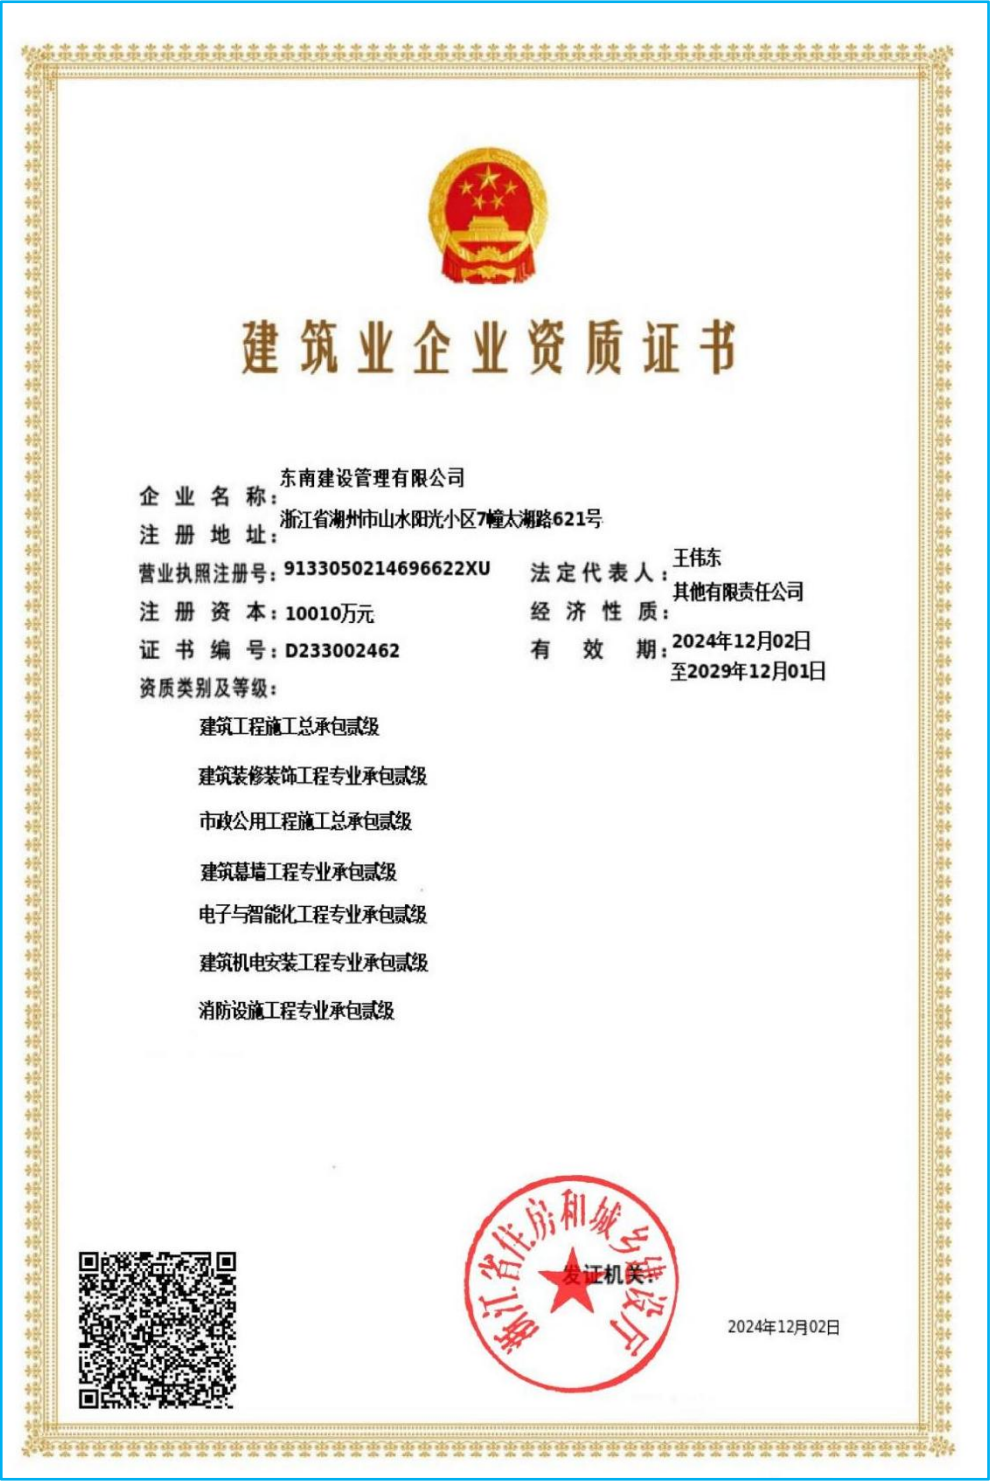 建筑业企业资质证书
企业名称：东南建设管理有限公司
注册地址：浙江省湖州市山水阳光小区7幢太湖路621号
营业执照注册号：9133050214696622XU
法定代表人：王伟东
注册资本：10010万元
经济性质：其他有限责任公司
证书编号：D233002462
有效期：2024年12月02日
至2029年12月01日
资质类别及等级：
建筑工程施工总承包贰级
建筑装修装饰工程专业承包贰级
市政公用工程施工总承包贰级
建筑幕墙工程专业承包贰级
电子与智能化工程专业承包贰级
建筑机电安装工程专业承包贰级
消防设施工程专业承包贰级
浙江省住房和城乡建设厅
发证机关：
2024年12月02日